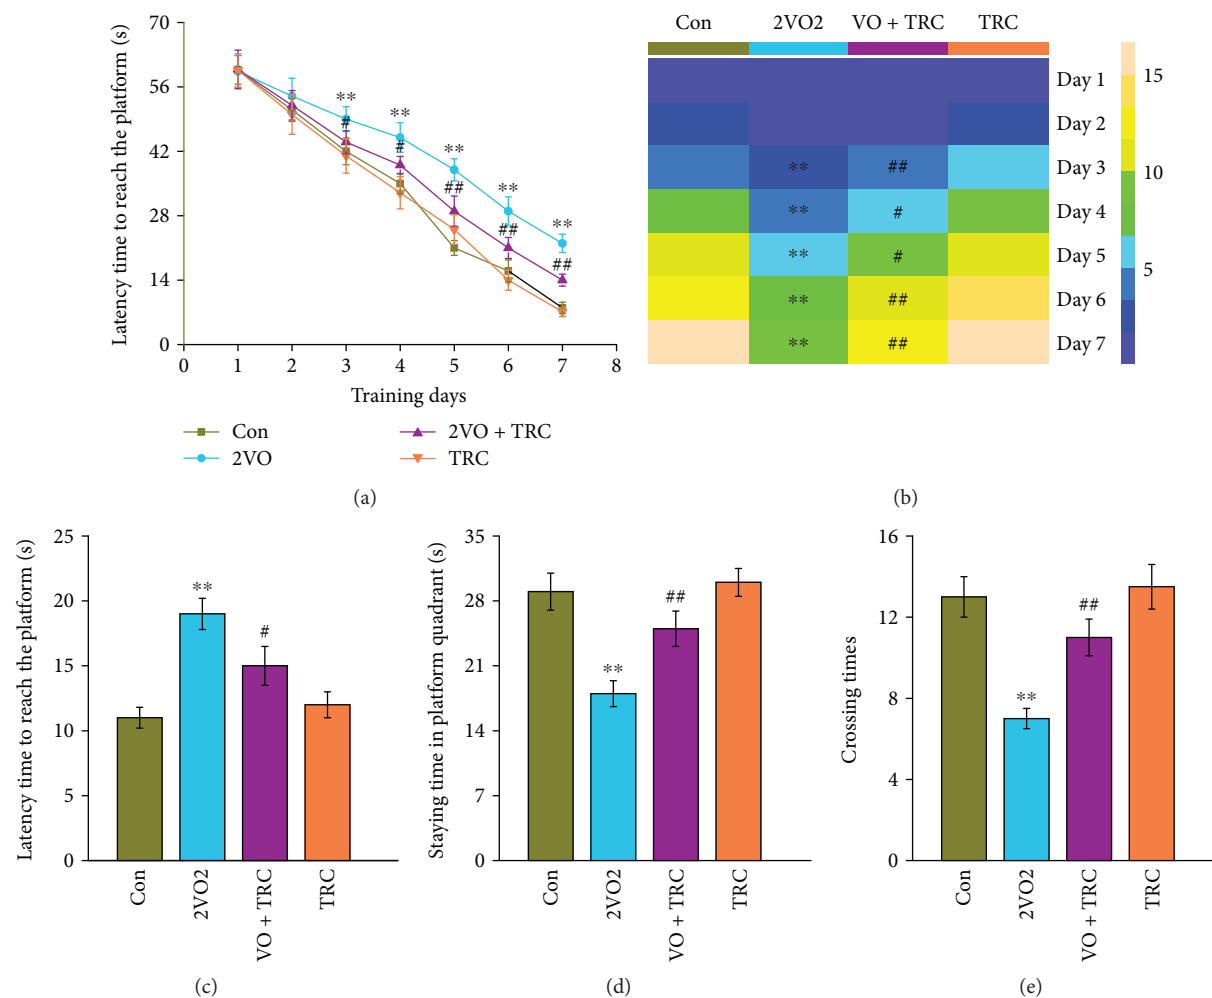 Latency time to reach the platform (s)
70
56
42
28
14
0
** ** ** ** **
# # ## ## ##
0 1 2 3 4 5 6 7 8
Training days
Con 2VO + TRC
2VO TRC
(a)
Con 2VO2 VO + TRC TRC
Day 1
Day 2
** ## Day 3
** # Day 4
** # Day 5
** ## Day 6
** ## Day 7
15
10
5
(b)
Latency time to reach the platform (s)
25
20
15
10
5
0
**
#
Con 2VO2 VO + TRC TRC
(c)
Staying time in platform quadrant (s)
35
28
21
14
7
0
**
##
Con 2VO2 VO + TRC TRC
(d)
Crossing times
16
12
8
4
0
**
##
Con 2VO2 VO + TRC TRC
(e)